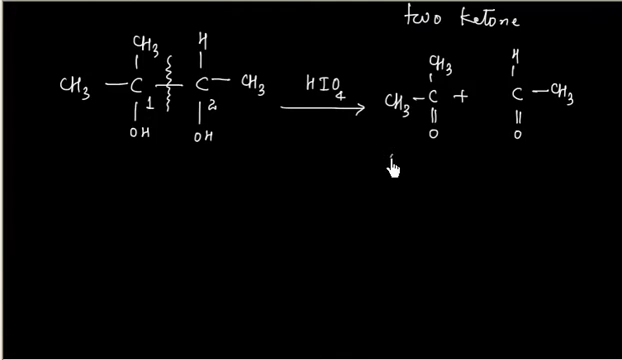 two ketone
CH3 H H
CH3 — C — C — CH3 HIO4 CH3 — C + C — CH3
1 2
OH OH O O
CH3